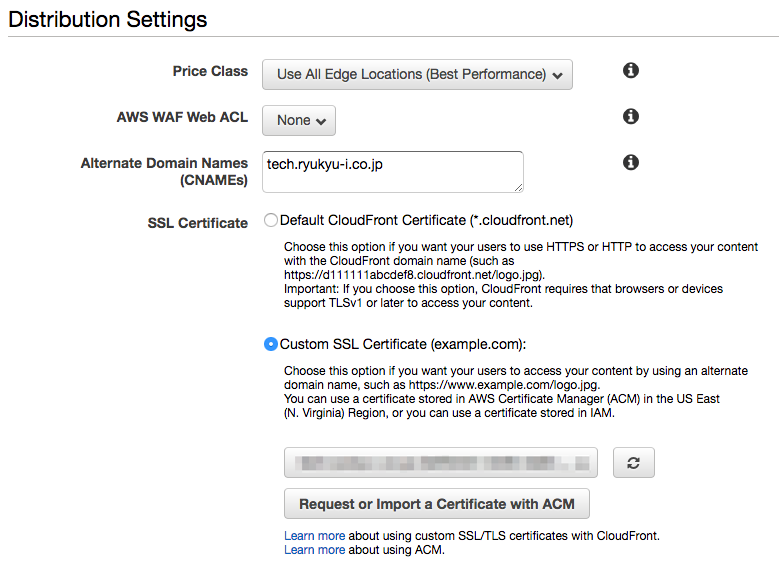 Distribution Settings
Price Class
Use All Edge Locations (Best Performance)
AWS WAF Web ACL
None
Alternate Domain Names
(CNAMEs)
tech.ryukyu-i.co.jp
SSL Certificate
Default CloudFront Certificate (*.cloudfront.net)
Choose this option if you want your users to use HTTPS or HTTP to access your content
with the CloudFront domain name (such as
https://d111111abcdef8.cloudfront.net/logo.jpg).
Important: If you choose this option, CloudFront requires that browsers or devices
support TLSv1 or later to access your content.
Custom SSL Certificate (example.com):
Choose this option if you want your users to access your content by using an alternate
domain name, such as https://www.example.com/logo.jpg.
You can use a certificate stored in AWS Certificate Manager (ACM) in the US East
(N. Virginia) Region, or you can use a certificate stored in IAM.
Request or Import a Certificate with ACM
Learn more about using custom SSL/TLS certificates with CloudFront.
Learn more about using ACM.